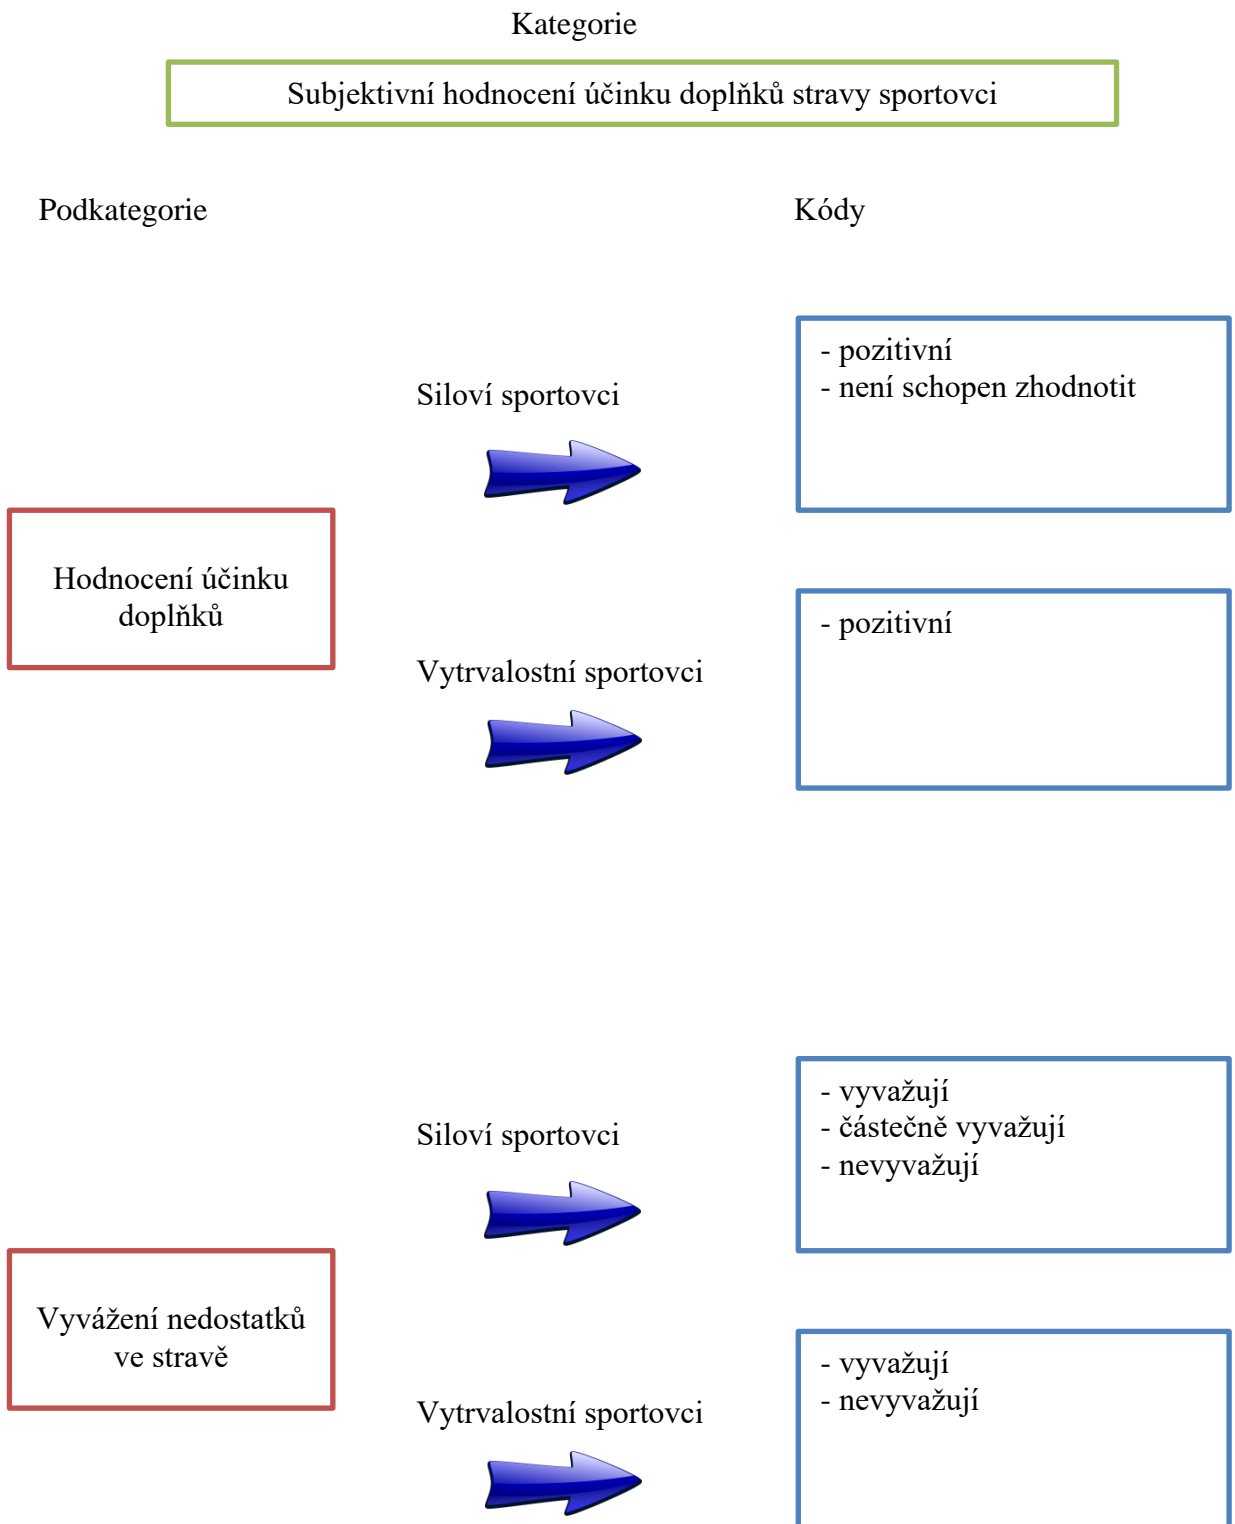 Kategorie
Subjektivní hodnocení účinku doplňků stravy sportovci
Podkategorie
Kódy
Siloví sportovci
- pozitivní
- není schopen zhodnotit
Hodnocení účinku
doplňků
Vytrvalostní sportovci
- pozitivní
Siloví sportovci
- vyvažují
- částečně vyvažují
- nevyvažují
Vyvážení nedostatků
ve stravě
Vytrvalostní sportovci
- vyvažují
- nevyvažují